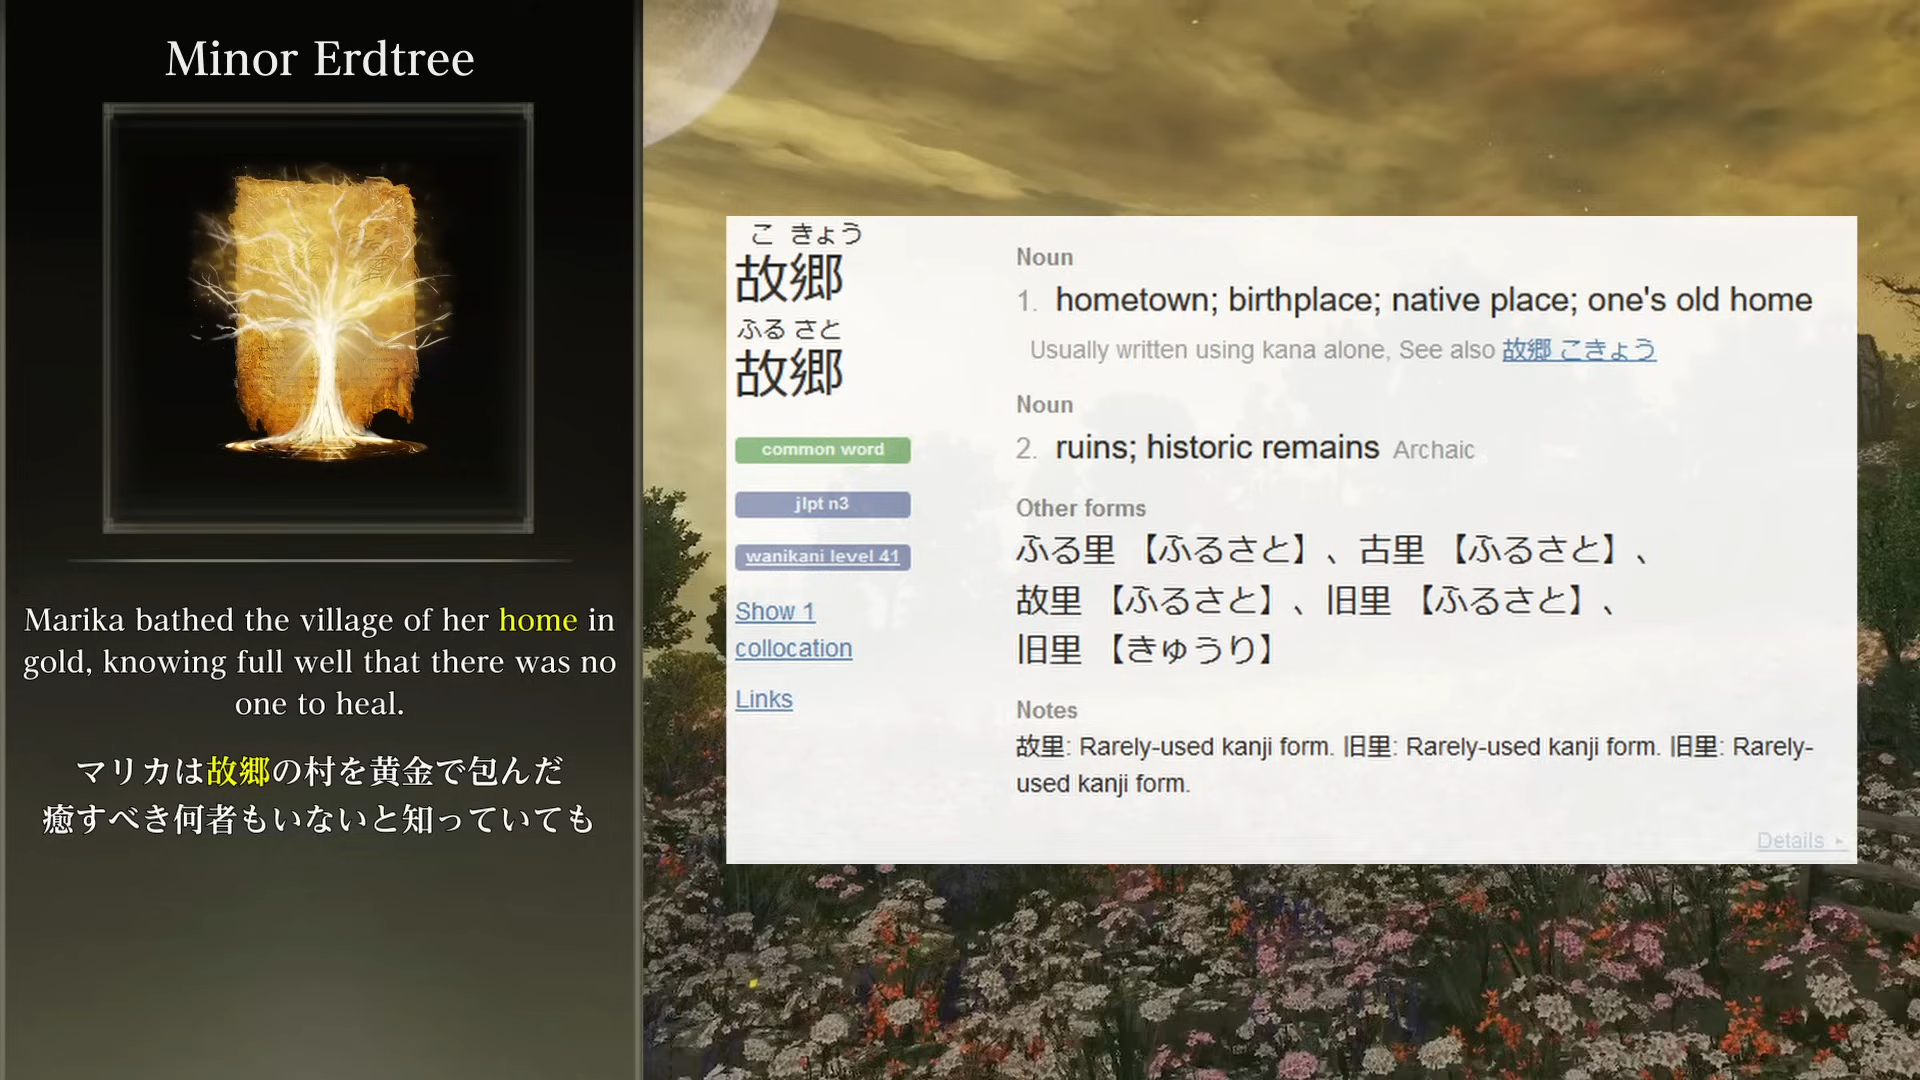 Minor Erdtree
Marika bathed the village of her home in
gold, knowing full well that there was no
one to heal.
マリカは故郷の村を黄金で包んだ
癒すべき何者もいないと知っていても
こ きょう
故郷
ふる さと
故郷
common word
jlpt n3
wanikani level 41
Show 1
collocation
Links
Noun
1. hometown; birthplace; native place; one's old home
Usually written using kana alone, See also 故郷 こきょう
Noun
2. ruins; historic remains Archaic
Other forms
ふる里 【ふるさと】、古里 【ふるさと】、
故里 【ふるさと】、旧里 【ふるさと】、
旧里 【きゅうり】
Notes
故里: Rarely-used kanji form. 旧里: Rarely-used kanji form. 旧里: Rarely-
used kanji form.
Details ▸